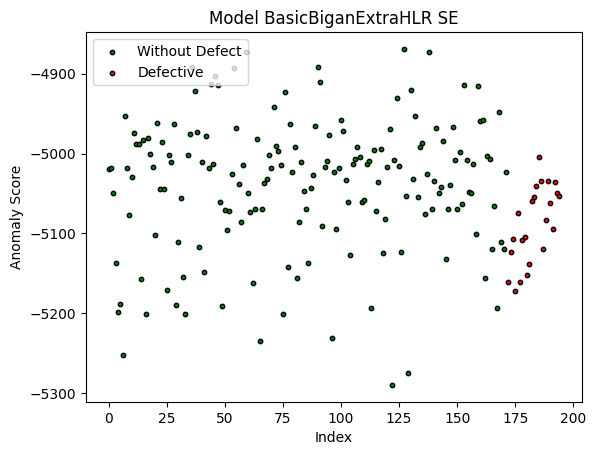 Model BasicBiganExtraHLR SE
Without Defect
Defective
Anomaly Score
−4900
−5000
−5100
−5200
−5300
0
25
50
75
100
125
150
175
200
Index